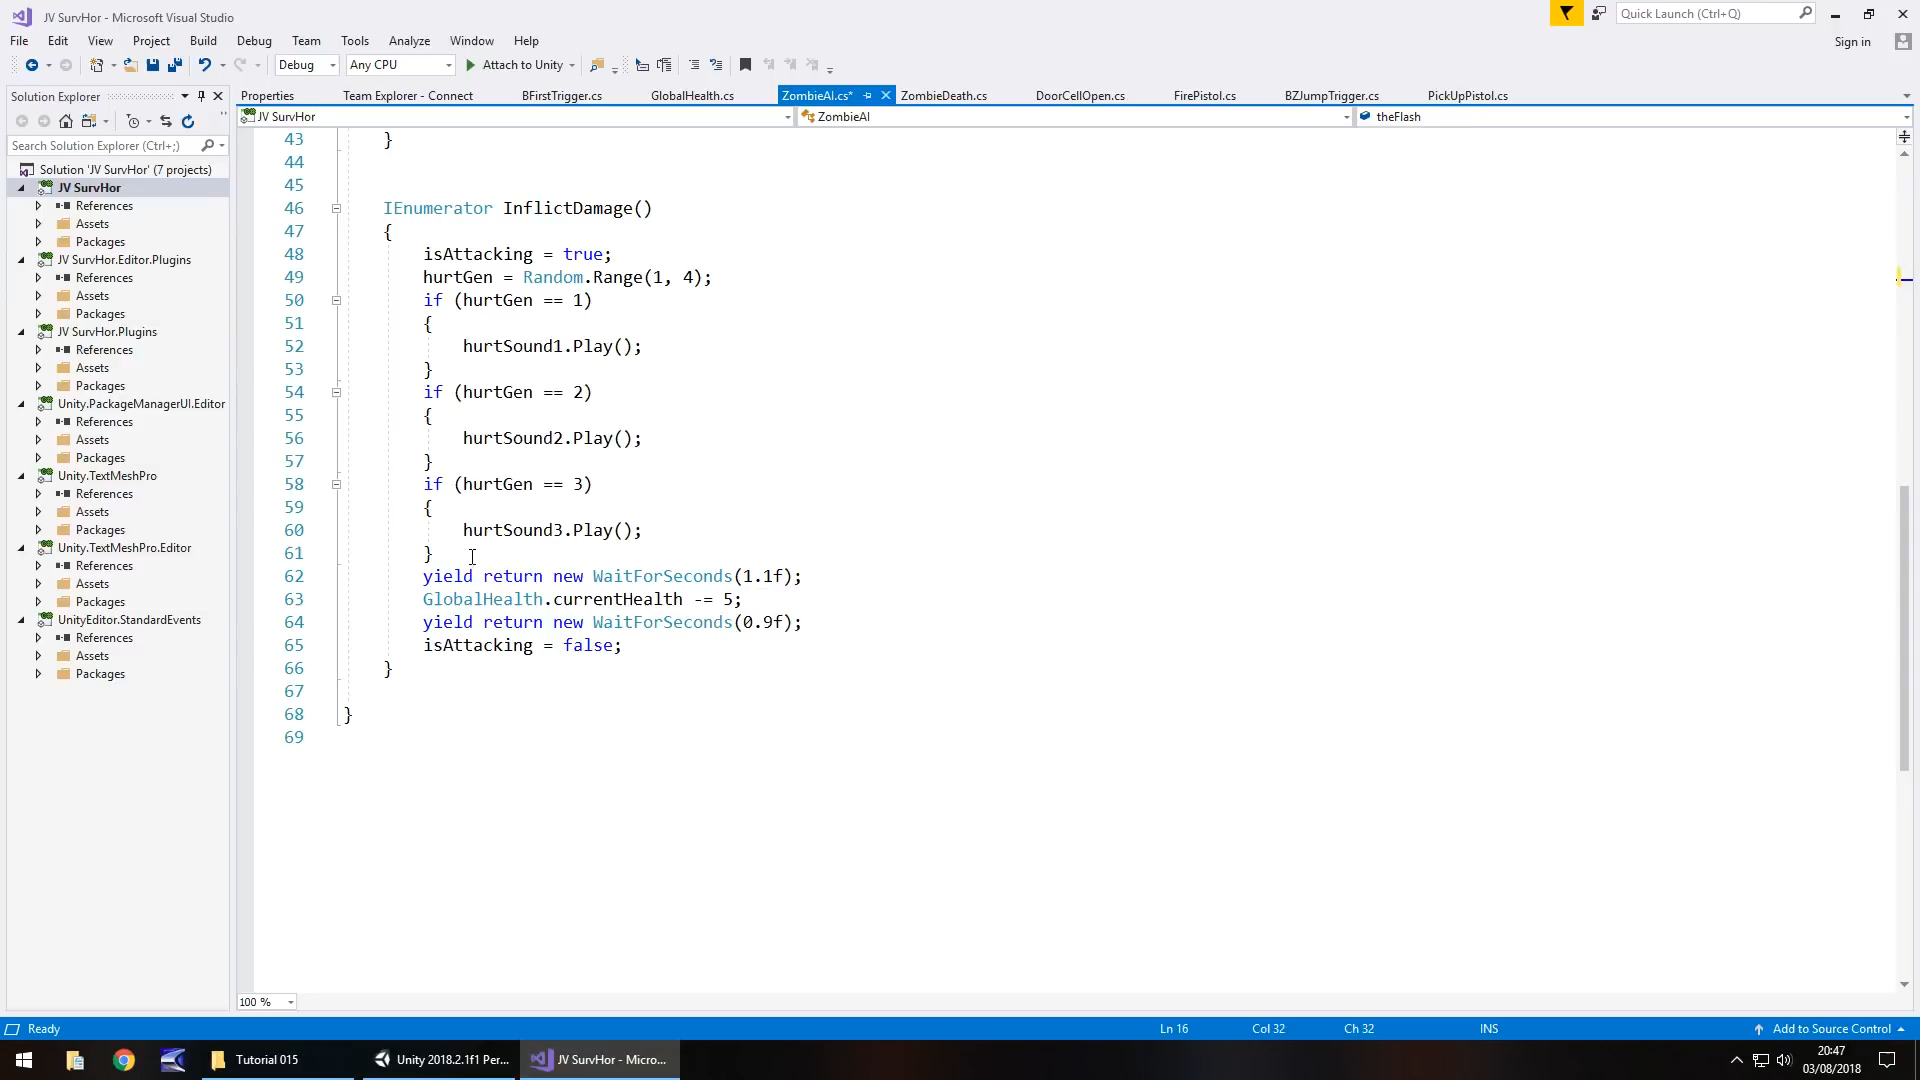 JV SurvHor - Microsoft Visual Studio
Quick Launch (Ctrl+Q)
File Edit View Project Build Debug Team Tools Analyze Window Help
Sign in
Debug Any CPU Attach to Unity
Solution Explorer
Properties Team Explorer - Connect BFirstTrigger.cs GlobalHealth.cs ZombieAI.cs* ZombieDeath.cs DoorCellOpen.cs FirePistol.cs BZJumpTrigger.cs PickUpPistol.cs
JV SurvHor ZombieAI theFlash
Search Solution Explorer (Ctrl+;)
Solution 'JV SurvHor' (7 projects)
JV SurvHor
References
Assets
Packages
JV SurvHor.Editor.Plugins
References
Assets
Packages
JV SurvHor.Plugins
References
Assets
Packages
Unity.PackageManagerUI.Editor
References
Assets
Packages
Unity.TextMeshPro
References
Assets
Packages
Unity.TextMeshPro.Editor
References
Assets
Packages
UnityEditor.StandardEvents
References
Assets
Packages
43 }
44
45
46 IEnumerator InflictDamage()
47 {
48 isAttacking = true;
49 hurtGen = Random.Range(1, 4);
50 if (hurtGen == 1)
51 {
52 hurtSound1.Play();
53 }
54 if (hurtGen == 2)
55 {
56 hurtSound2.Play();
57 }
58 if (hurtGen == 3)
59 {
60 hurtSound3.Play();
61 }
62 yield return new WaitForSeconds(1.1f);
63 GlobalHealth.currentHealth -= 5;
64 yield return new WaitForSeconds(0.9f);
65 isAttacking = false;
66 }
67
68 }
69
100 %
Ready Ln 16 Col 32 Ch 32 INS Add to Source Control
Tutorial 015 Unity 2018.2.1f1 Per... JV SurvHor - Micro...
20:47
03/08/2018